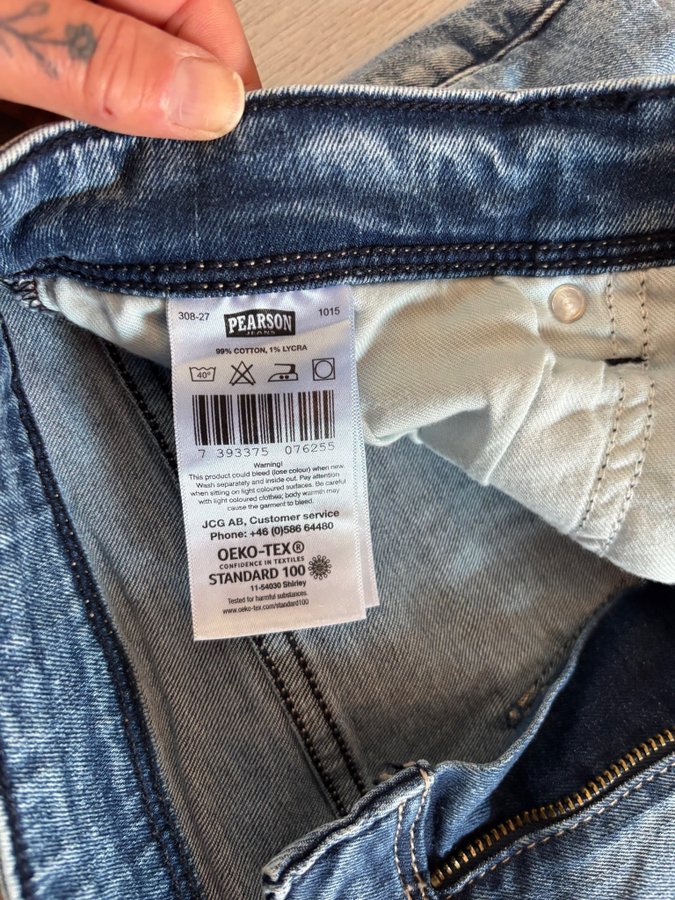 308-27 PEARSON 1015
JEANS
99% COTTON, 1% LYCRA
40°
7 393375 076255
Warning!
This product could bleed (lose colour) when new.
Wash separately and inside out. Pay attention
when sitting on light coloured surfaces. Be careful
with light coloured clothes; body warmth may
cause the garment to bleed.
JCG AB, Customer service
Phone: +46 (0)586 64480
OEKO-TEX®
CONFIDENCE IN TEXTILES
STANDARD 100
11-54030 Shirley
Tested for harmful substances
www.oeko-tex.com/standard100